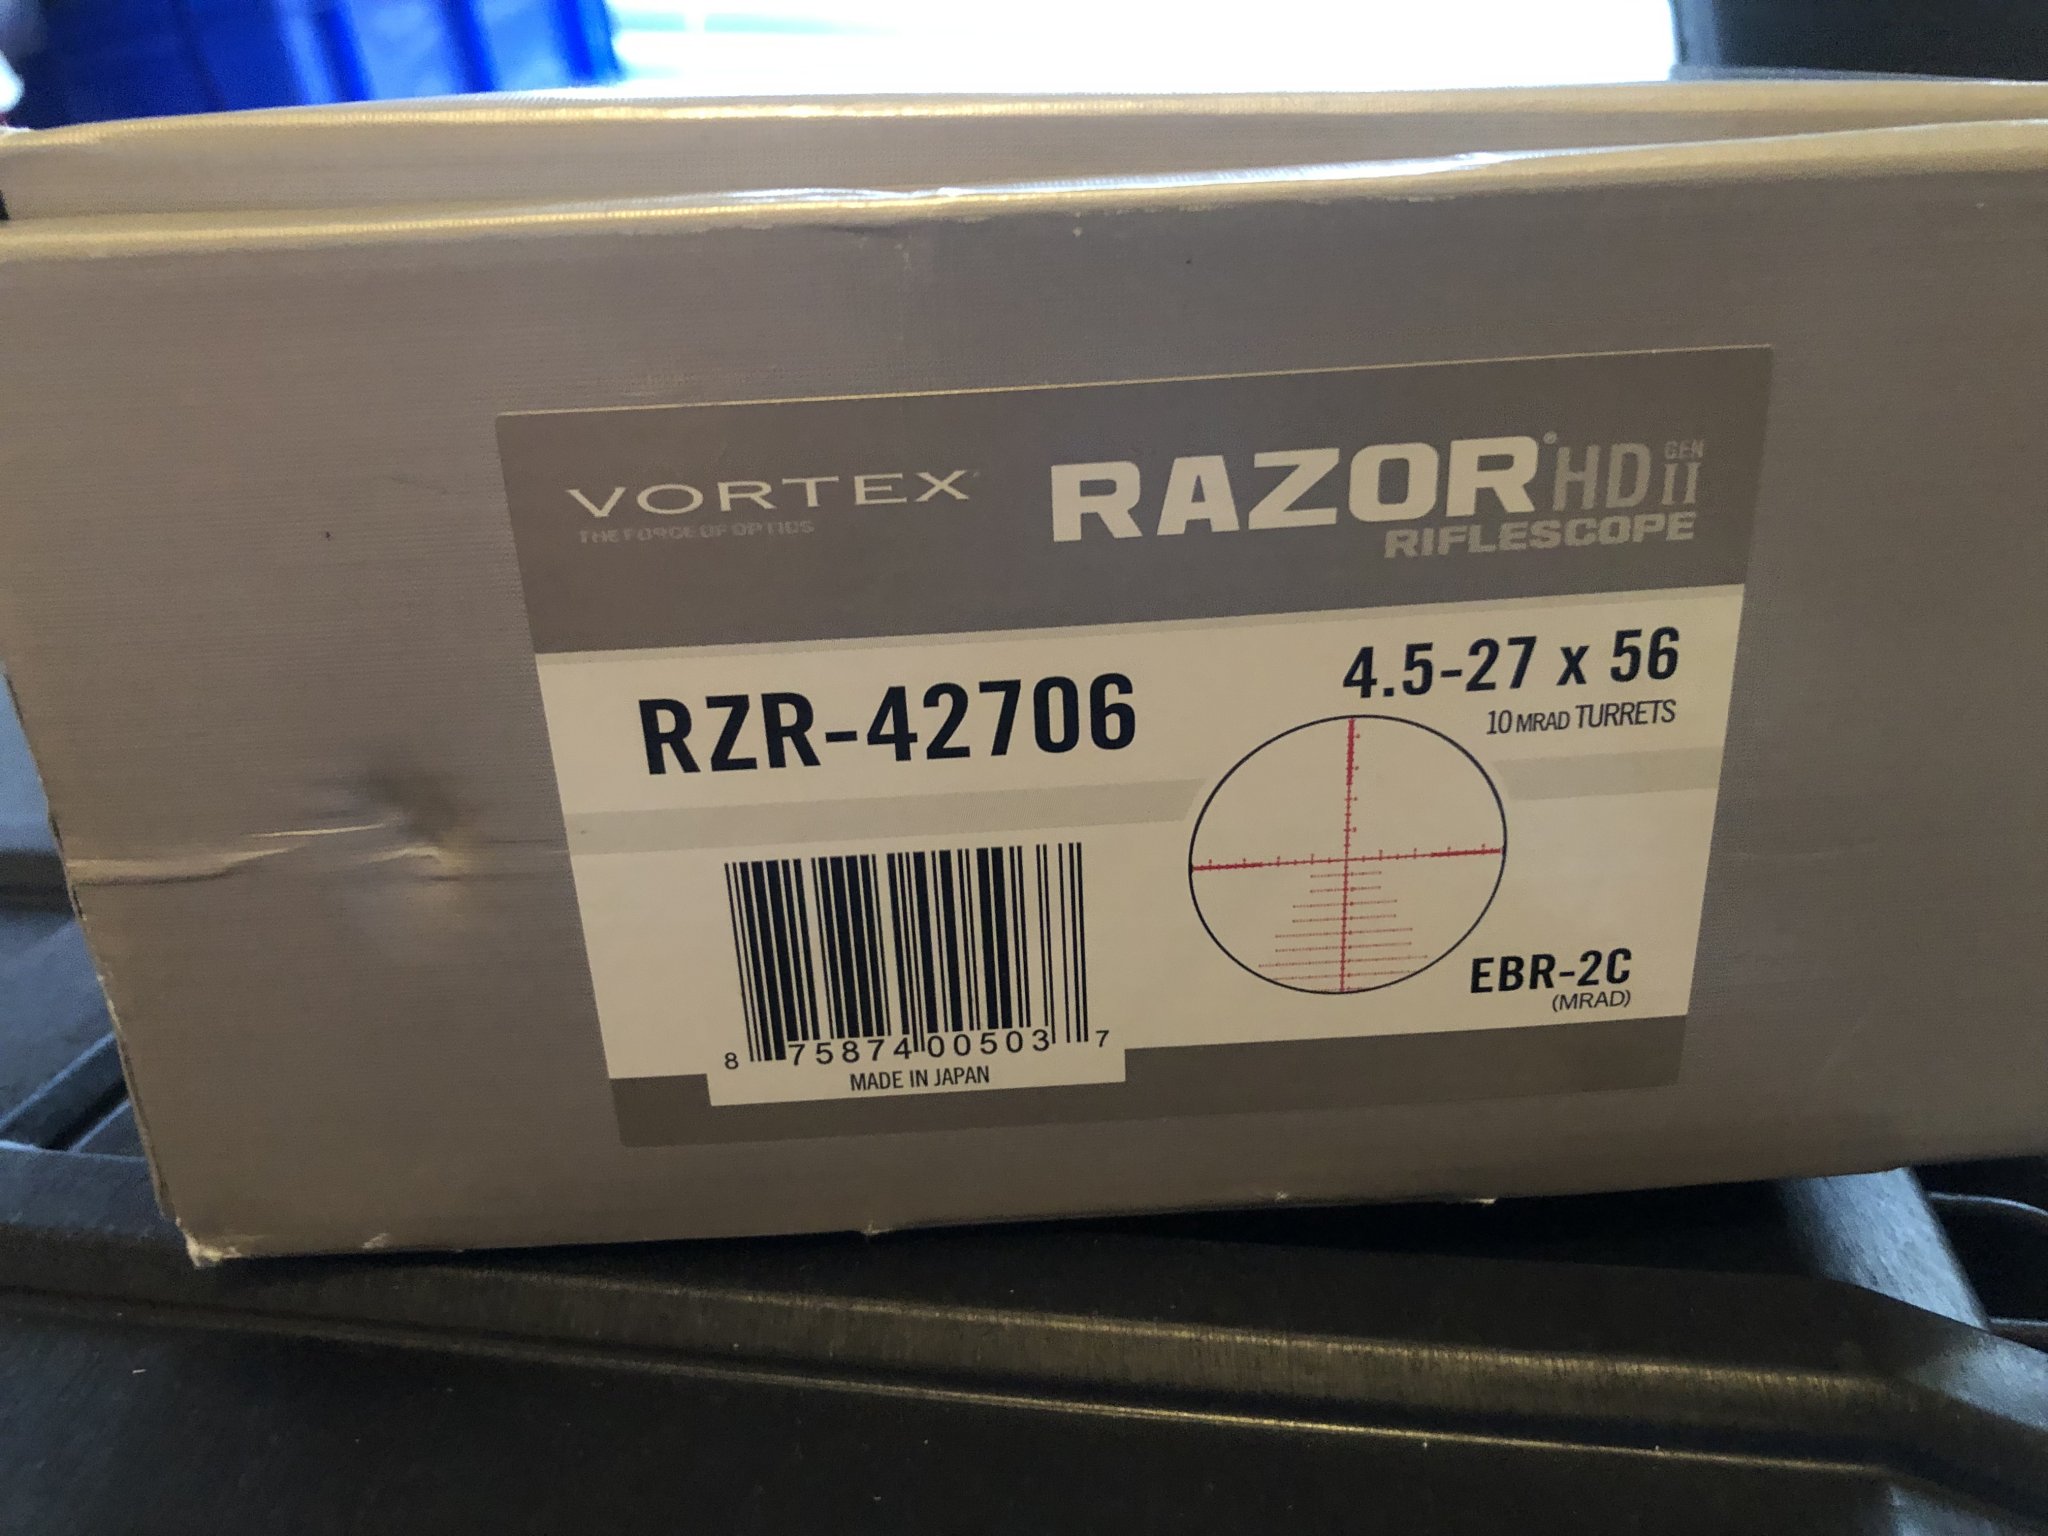 VORTEX
THE FORCE OF OPTICS
RAZOR® HD GEN II
RIFLESCOPE
RZR-42706
4.5-27 x 56
10 MRAD TURRETS
EBR-2C
(MRAD)
8 75874 00503 7
MADE IN JAPAN